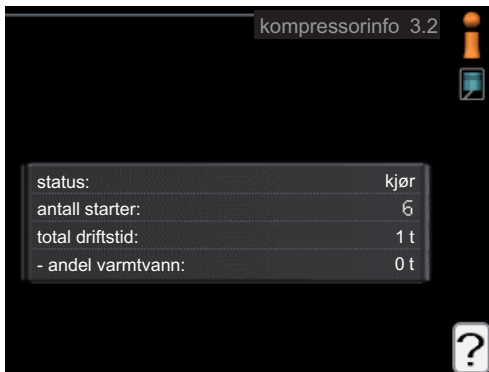 kompressorinfo 3.2
status: kjør
antall starter: 6
total driftstid: 1 t
- andel varmtvann: 0 t
?